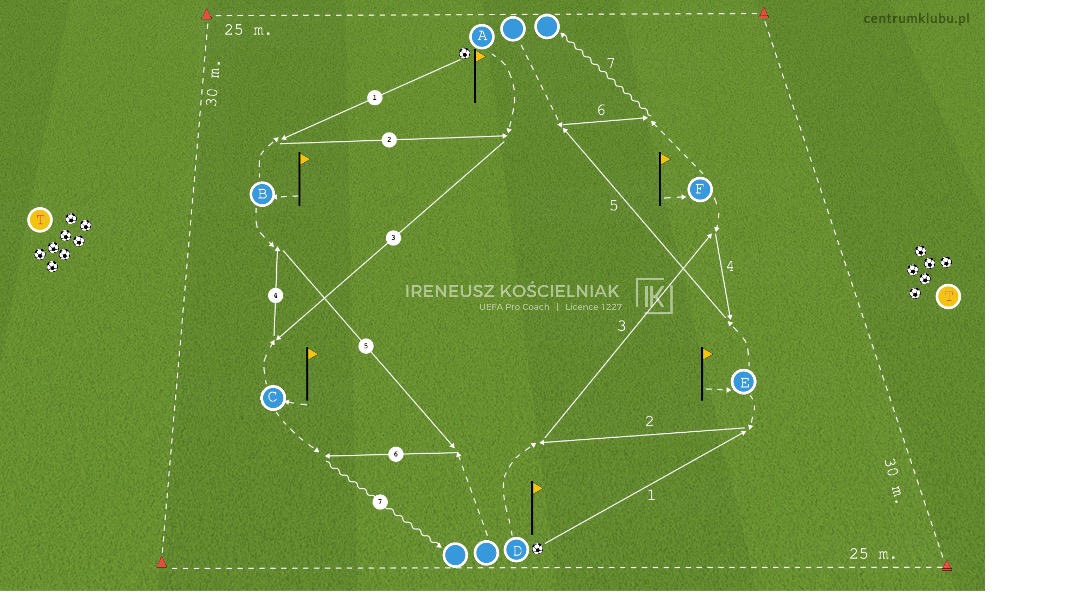 centrumklubu.pl
25 m.
A
7
30 m.
1
6
2
B
F
T
5
3
4
IRENEUSZ KOŚCIELNIAK
IK
UEFA Pro Coach | Licence 1227
4
T
3
5
C
E
2
6
30 m.
1
7
D
25 m.